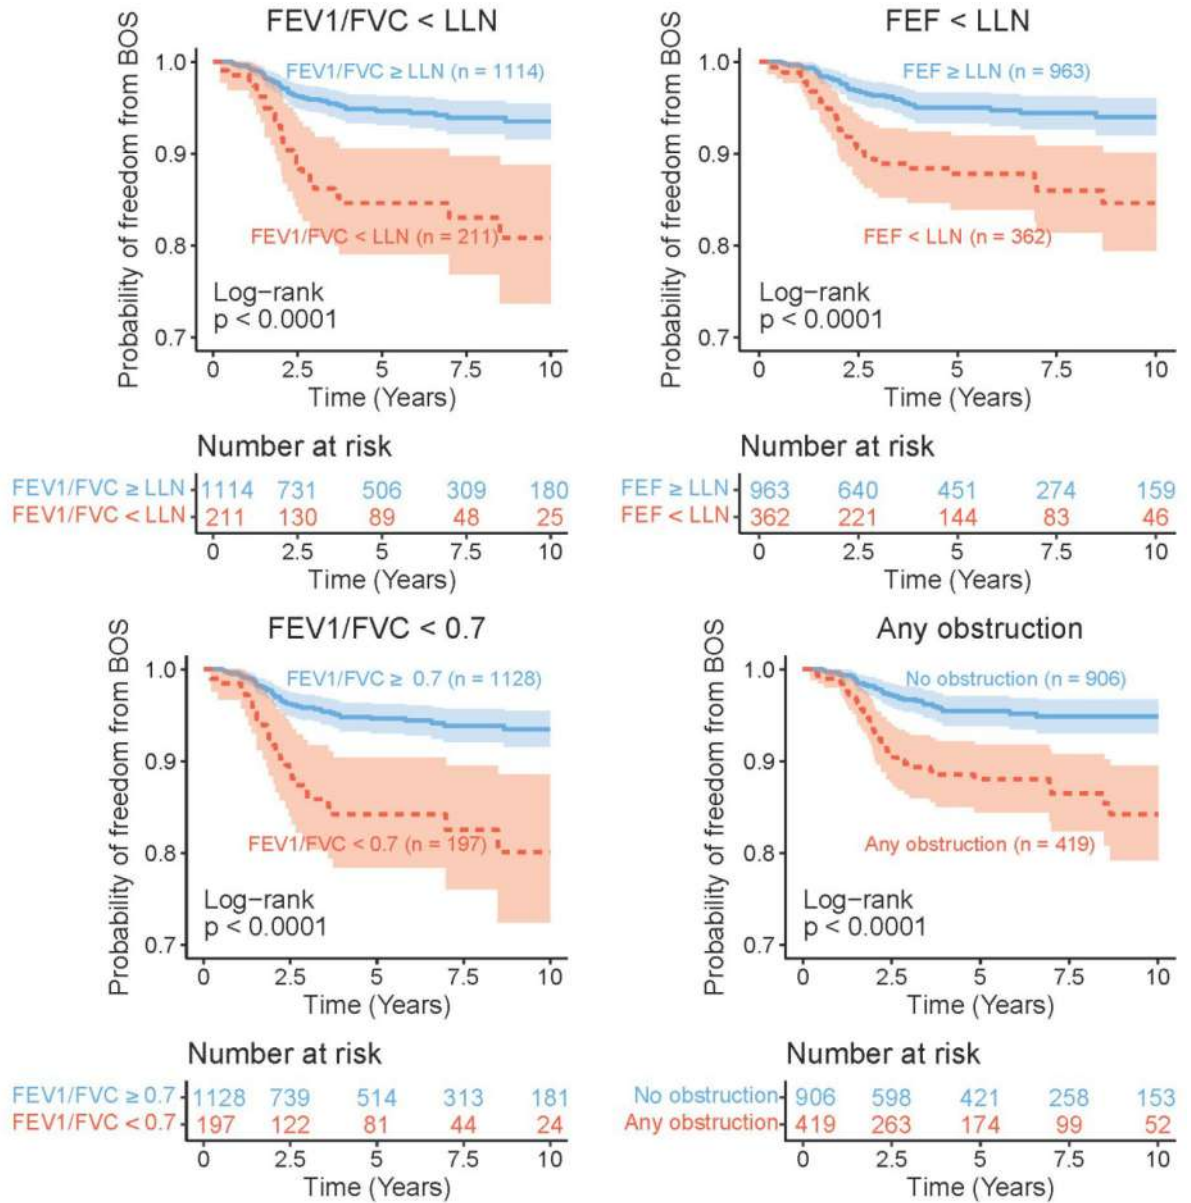 FEV1/FVC < LLN
Probability of freedom from BOS
1.0
0.9
0.8
0.7
FEV1/FVC ≥ LLN (n = 1114)
FEV1/FVC < LLN (n = 211)
Log-rank
p < 0.0001
0 2.5 5 7.5 10
Time (Years)
Number at risk
FEV1/FVC ≥ LLN 1114 731 506 309 180
FEV1/FVC < LLN 211 130 89 48 25
0 2.5 5 7.5 10
Time (Years)
FEF < LLN
Probability of freedom from BOS
1.0
0.9
0.8
0.7
FEF ≥ LLN (n = 963)
FEF < LLN (n = 362)
Log-rank
p < 0.0001
0 2.5 5 7.5 10
Time (Years)
Number at risk
FEF ≥ LLN 963 640 451 274 159
FEF < LLN 362 221 144 83 46
0 2.5 5 7.5 10
Time (Years)
FEV1/FVC < 0.7
Probability of freedom from BOS
1.0
0.9
0.8
0.7
FEV1/FVC ≥ 0.7 (n = 1128)
FEV1/FVC < 0.7 (n = 197)
Log-rank
p < 0.0001
0 2.5 5 7.5 10
Time (Years)
Number at risk
FEV1/FVC ≥ 0.7 1128 739 514 313 181
FEV1/FVC < 0.7 197 122 81 44 24
0 2.5 5 7.5 10
Time (Years)
Any obstruction
Probability of freedom from BOS
1.0
0.9
0.8
0.7
No obstruction (n = 906)
Any obstruction (n = 419)
Log-rank
p < 0.0001
0 2.5 5 7.5 10
Time (Years)
Number at risk
No obstruction 906 598 421 258 153
Any obstruction 419 263 174 99 52
0 2.5 5 7.5 10
Time (Years)